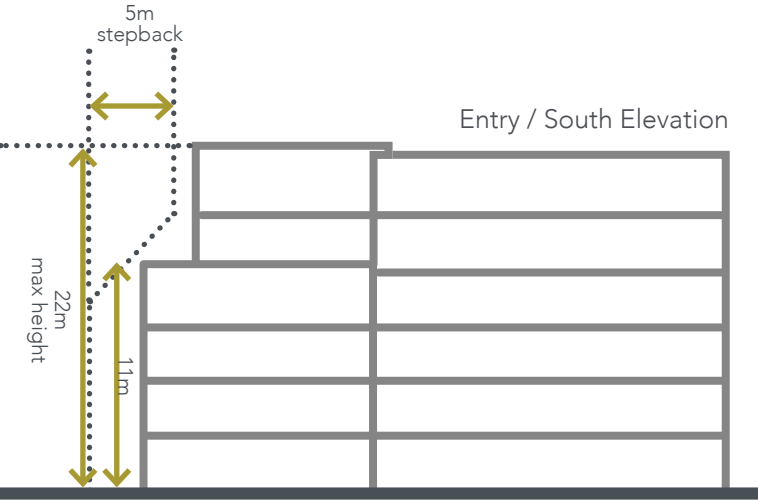 5m
stepback
Entry / South Elevation
22m
max height
11m